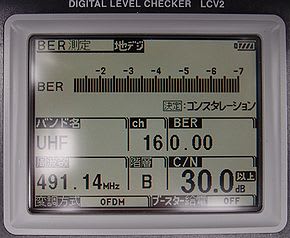 DIGITAL LEVEL CHECKER LCV2
BER測定 地デジ
-2 -3 -4 -5 -6 -7
BER
決定:コンスタレーション
バンド名 ch BER
UHF 16 0.00
周波数 階層 C/N
491.14MHz B 30.0以上dB
変調方式 OFDM ブースター給電 OFF